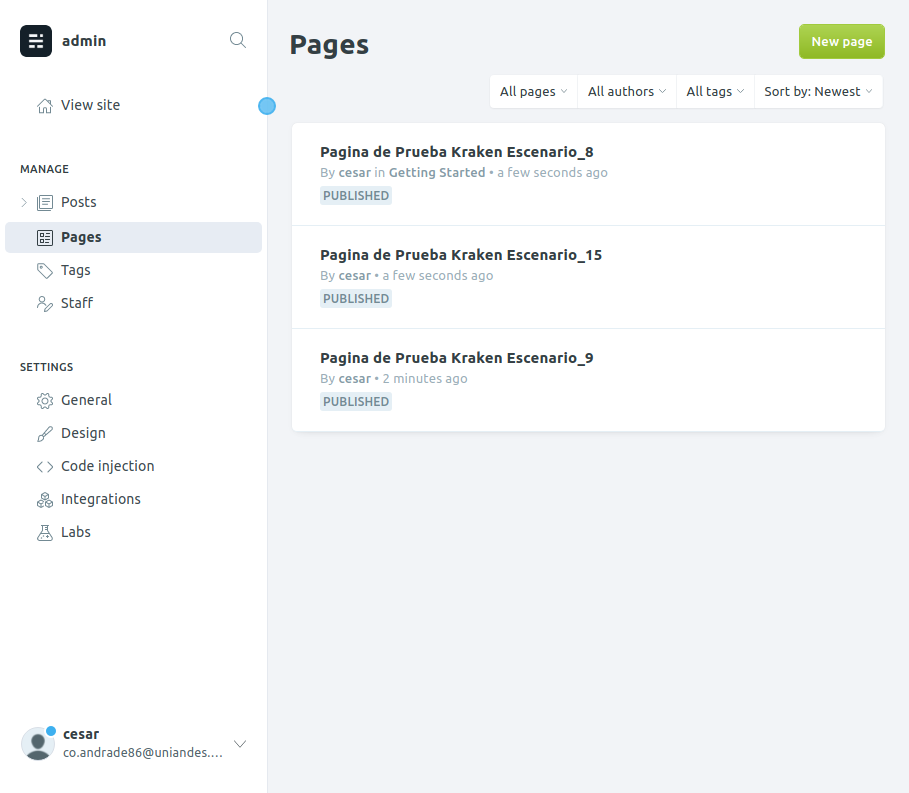 admin
View site
MANAGE
Posts
Pages
Tags
Staff
SETTINGS
General
Design
Code injection
Integrations
Labs
cesar
co.andrade86@uniandes....
Pages
New page
All pages
All authors
All tags
Sort by: Newest
Pagina de Prueba Kraken Escenario_8
By cesar in Getting Started • a few seconds ago
PUBLISHED
Pagina de Prueba Kraken Escenario_15
By cesar • a few seconds ago
PUBLISHED
Pagina de Prueba Kraken Escenario_9
By cesar • 2 minutes ago
PUBLISHED